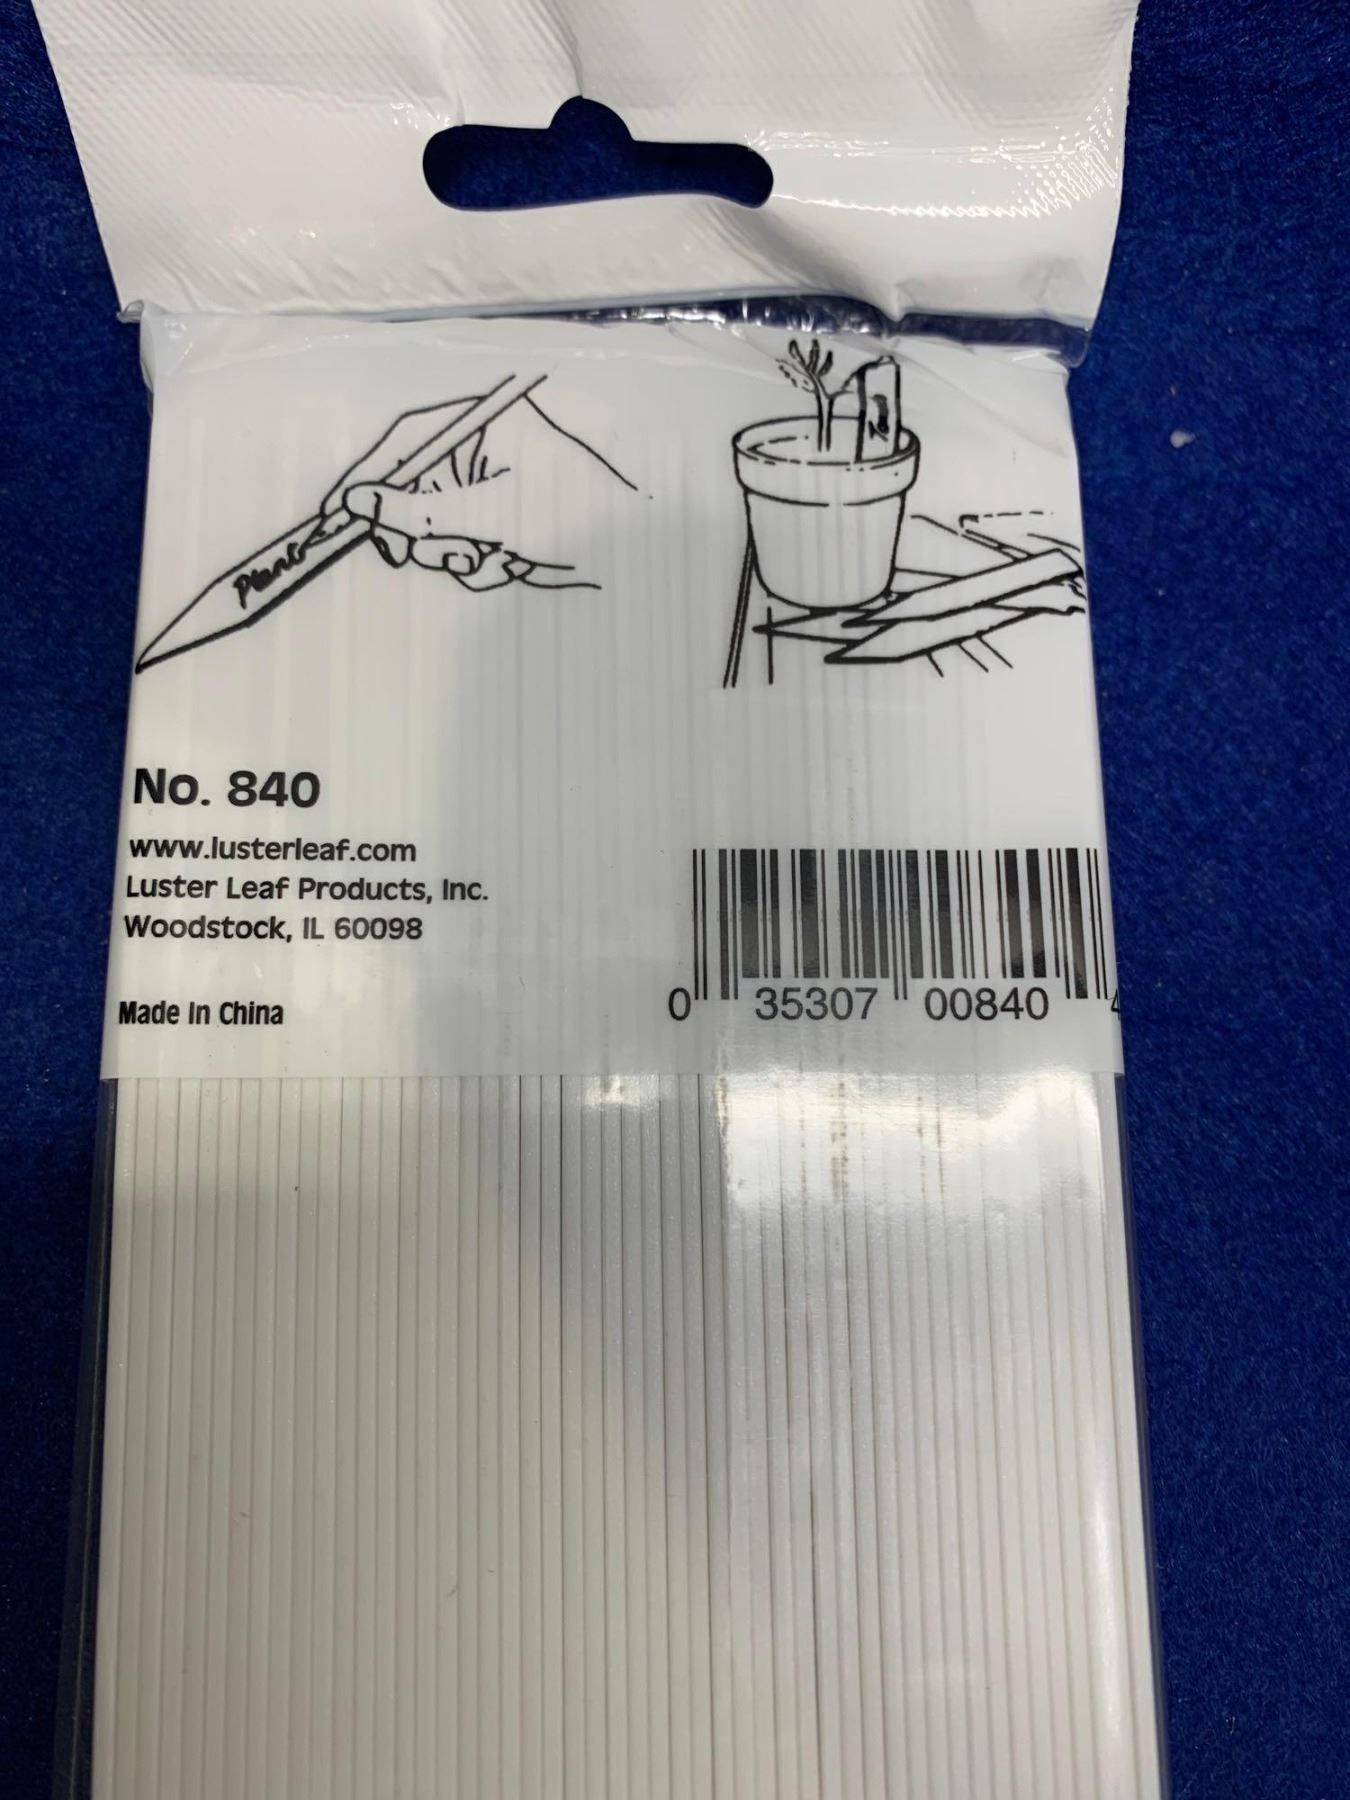 Plant
No. 840
www.lusterleaf.com
Luster Leaf Products, Inc.
Woodstock, IL 60098
Made In China
0 35307 00840 4